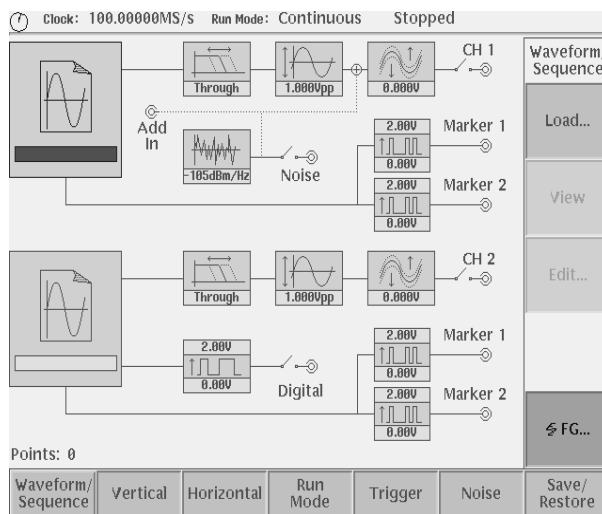 Clock: 100.00000MS/s Run Mode: Continuous Stopped
Waveform/
Sequence
Load...
View
Edit...
FG...
CH 1
Through
1.000Vpp
0.000V
Add
In
-105dBm/Hz
Noise
2.00V
0.00V
Marker 1
2.00V
0.00V
Marker 2
CH 2
Through
1.000Vpp
0.000V
2.00V
0.00V
Digital
2.00V
0.00V
Marker 1
2.00V
0.00V
Marker 2
Points: 0
Waveform/
Sequence
Vertical
Horizontal
Run
Mode
Trigger
Noise
Save/
Restore